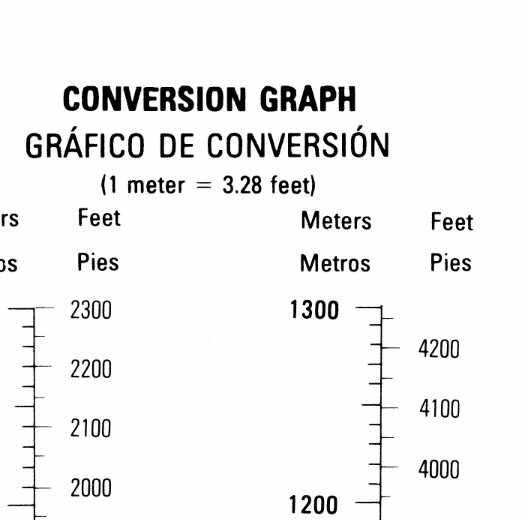 CONVERSION GRAPH
GRÁFICO DE CONVERSIÓN
(1 meter = 3.28 feet)
rs Feet Meters Feet
os Pies Metros Pies
2300 1300
4200
2200
4100
2100
4000
2000
1200